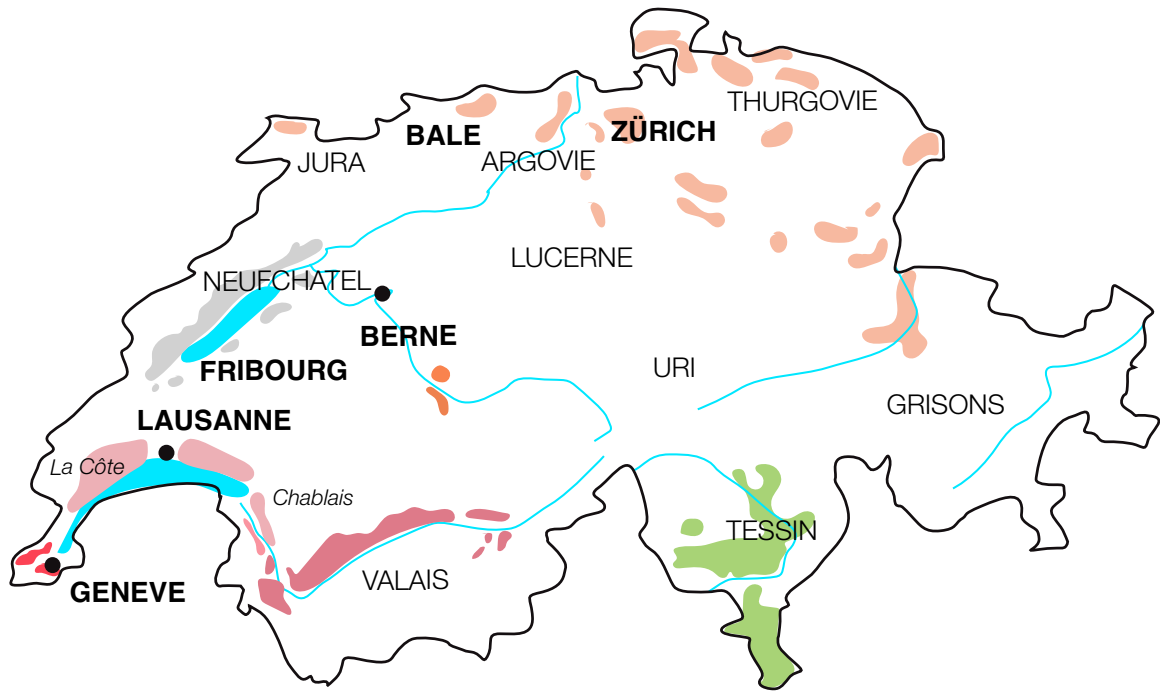 THURGOVIE
BALE
ZÜRICH
JURA
ARGOVIE
LUCERNE
NEUFCHATEL
BERNE
FRIBOURG
URI
GRISONS
LAUSANNE
La Côte
Chablais
TESSIN
VALAIS
GENEVE